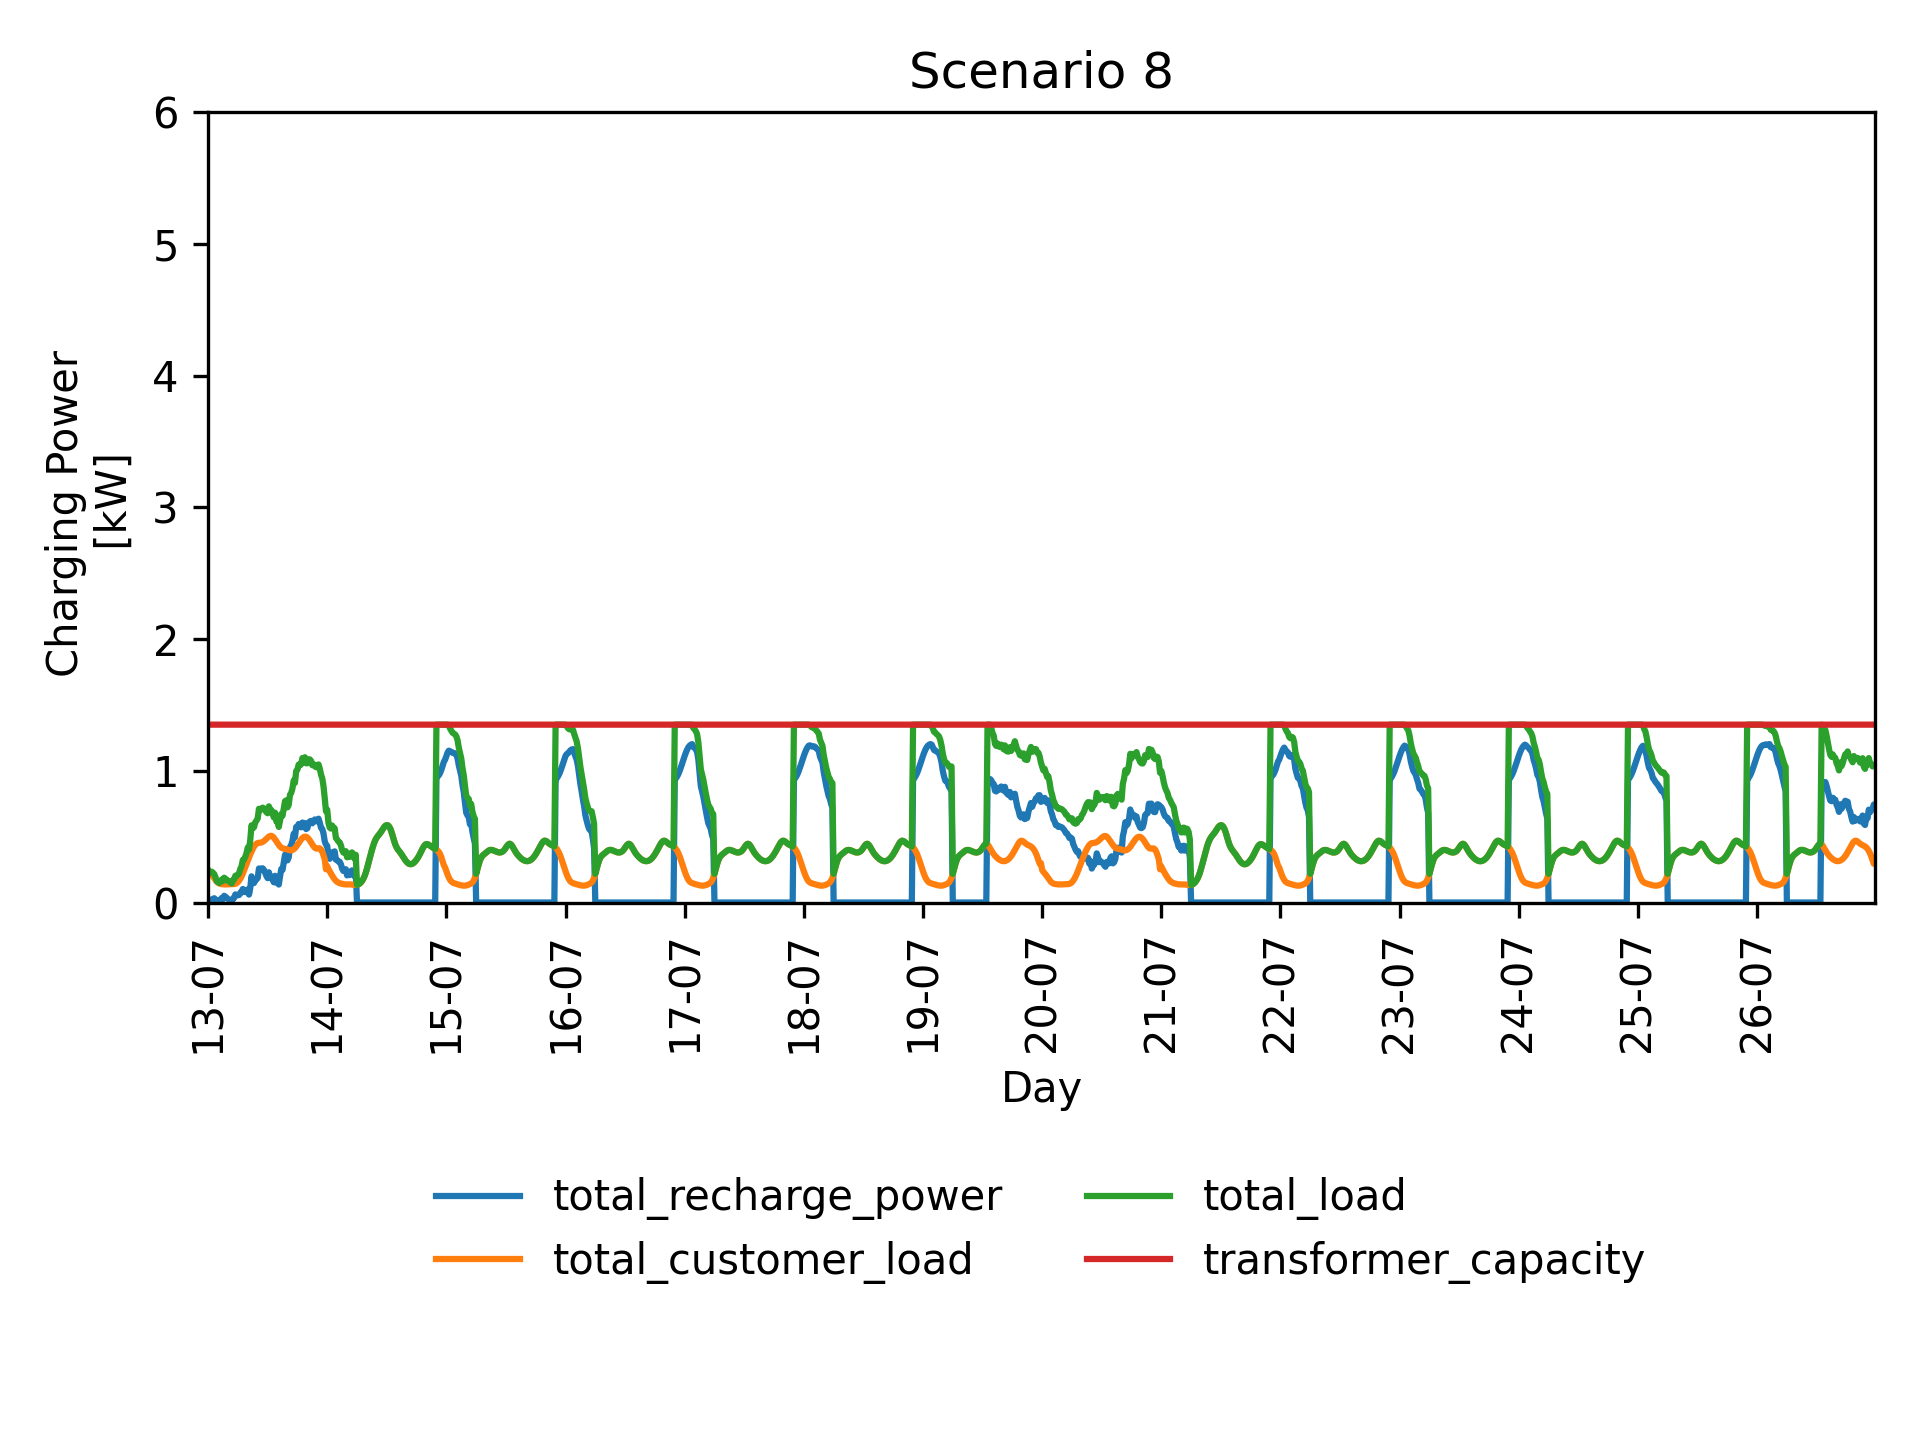 Scenario 8
6
5
4
3
2
1
0
Charging Power
[kW]
13-07
14-07
15-07
16-07
17-07
18-07
19-07
20-07
21-07
22-07
23-07
24-07
25-07
26-07
Day
total_recharge_power
total_customer_load
total_load
transformer_capacity